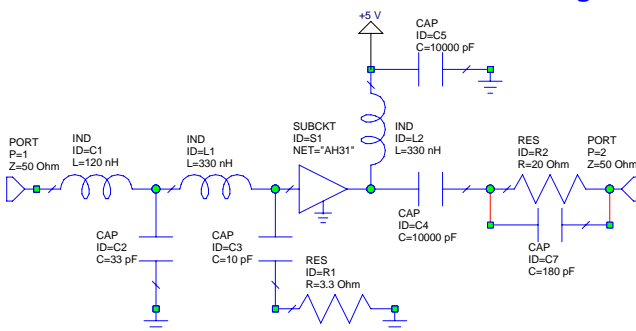 +5 V
CAP
ID=C5
C=10000 pF
PORT
P=1
Z=50 Ohm
IND
ID=C1
L=120 nH
IND
ID=L1
L=330 nH
SUBCKT
ID=S1
NET="AH31"
IND
ID=L2
L=330 nH
RES
ID=R2
R=20 Ohm
PORT
P=2
Z=50 Ohm
CAP
ID=C2
C=33 pF
CAP
ID=C3
C=10 pF
RES
ID=R1
R=3.3 Ohm
CAP
ID=C4
C=10000 pF
CAP
ID=C7
C=180 pF